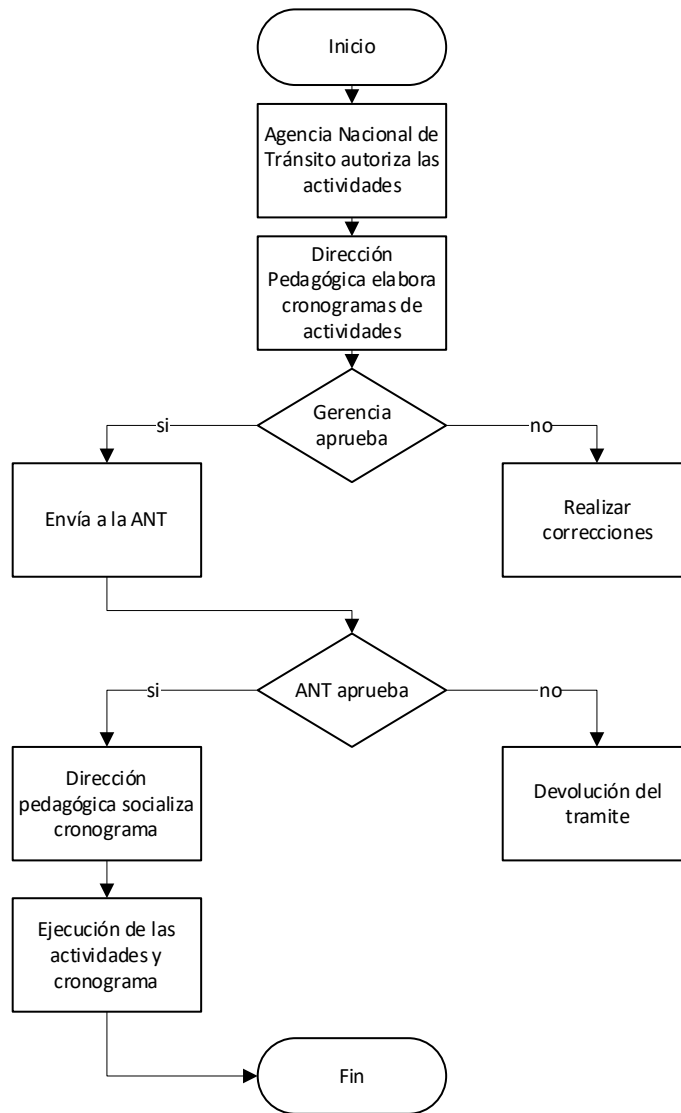 Inicio
Agencia Nacional de
Tránsito autoriza las
actividades
Dirección
Pedagógica elabora
cronogramas de
actividades
Gerencia
aprueba
si
no
Envía a la ANT
Realizar
correcciones
ANT aprueba
si
no
Dirección
pedagógica socializa
cronograma
Devolución del
tramite
Ejecución de las
actividades y
cronograma
Fin